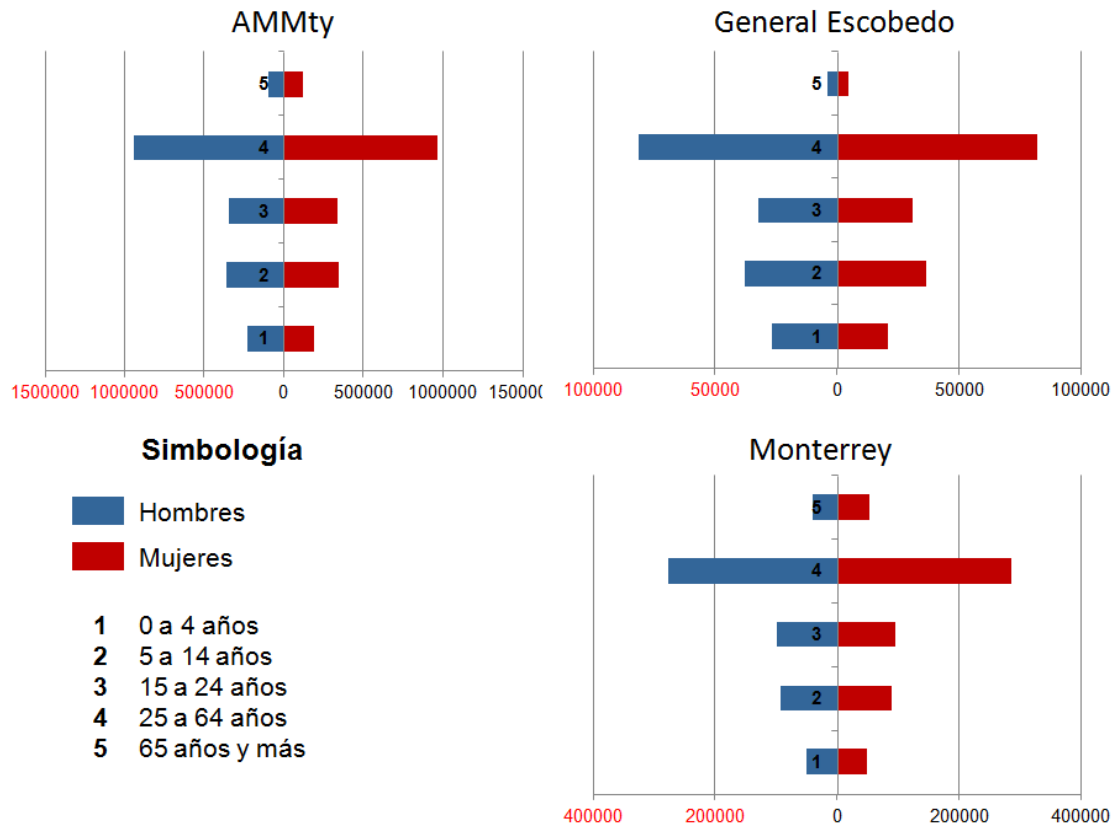 AMMty
5
4
3
2
1
1500000 1000000 500000 0 500000 1000000 150000
General Escobedo
5
4
3
2
1
100000 50000 0 50000 100000
Simbología
Hombres
Mujeres
1 0 a 4 años
2 5 a 14 años
3 15 a 24 años
4 25 a 64 años
5 65 años y más
Monterrey
5
4
3
2
1
400000 200000 0 200000 400000